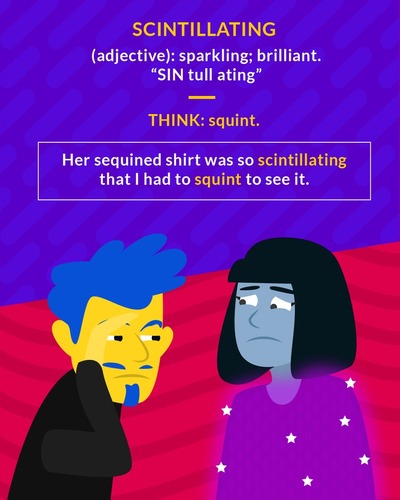 SCINTILLATING
(adjective): sparkling; brilliant.
“SIN tull ating”
THINK: squint.
Her sequined shirt was so scintillating
that I had to squint to see it.